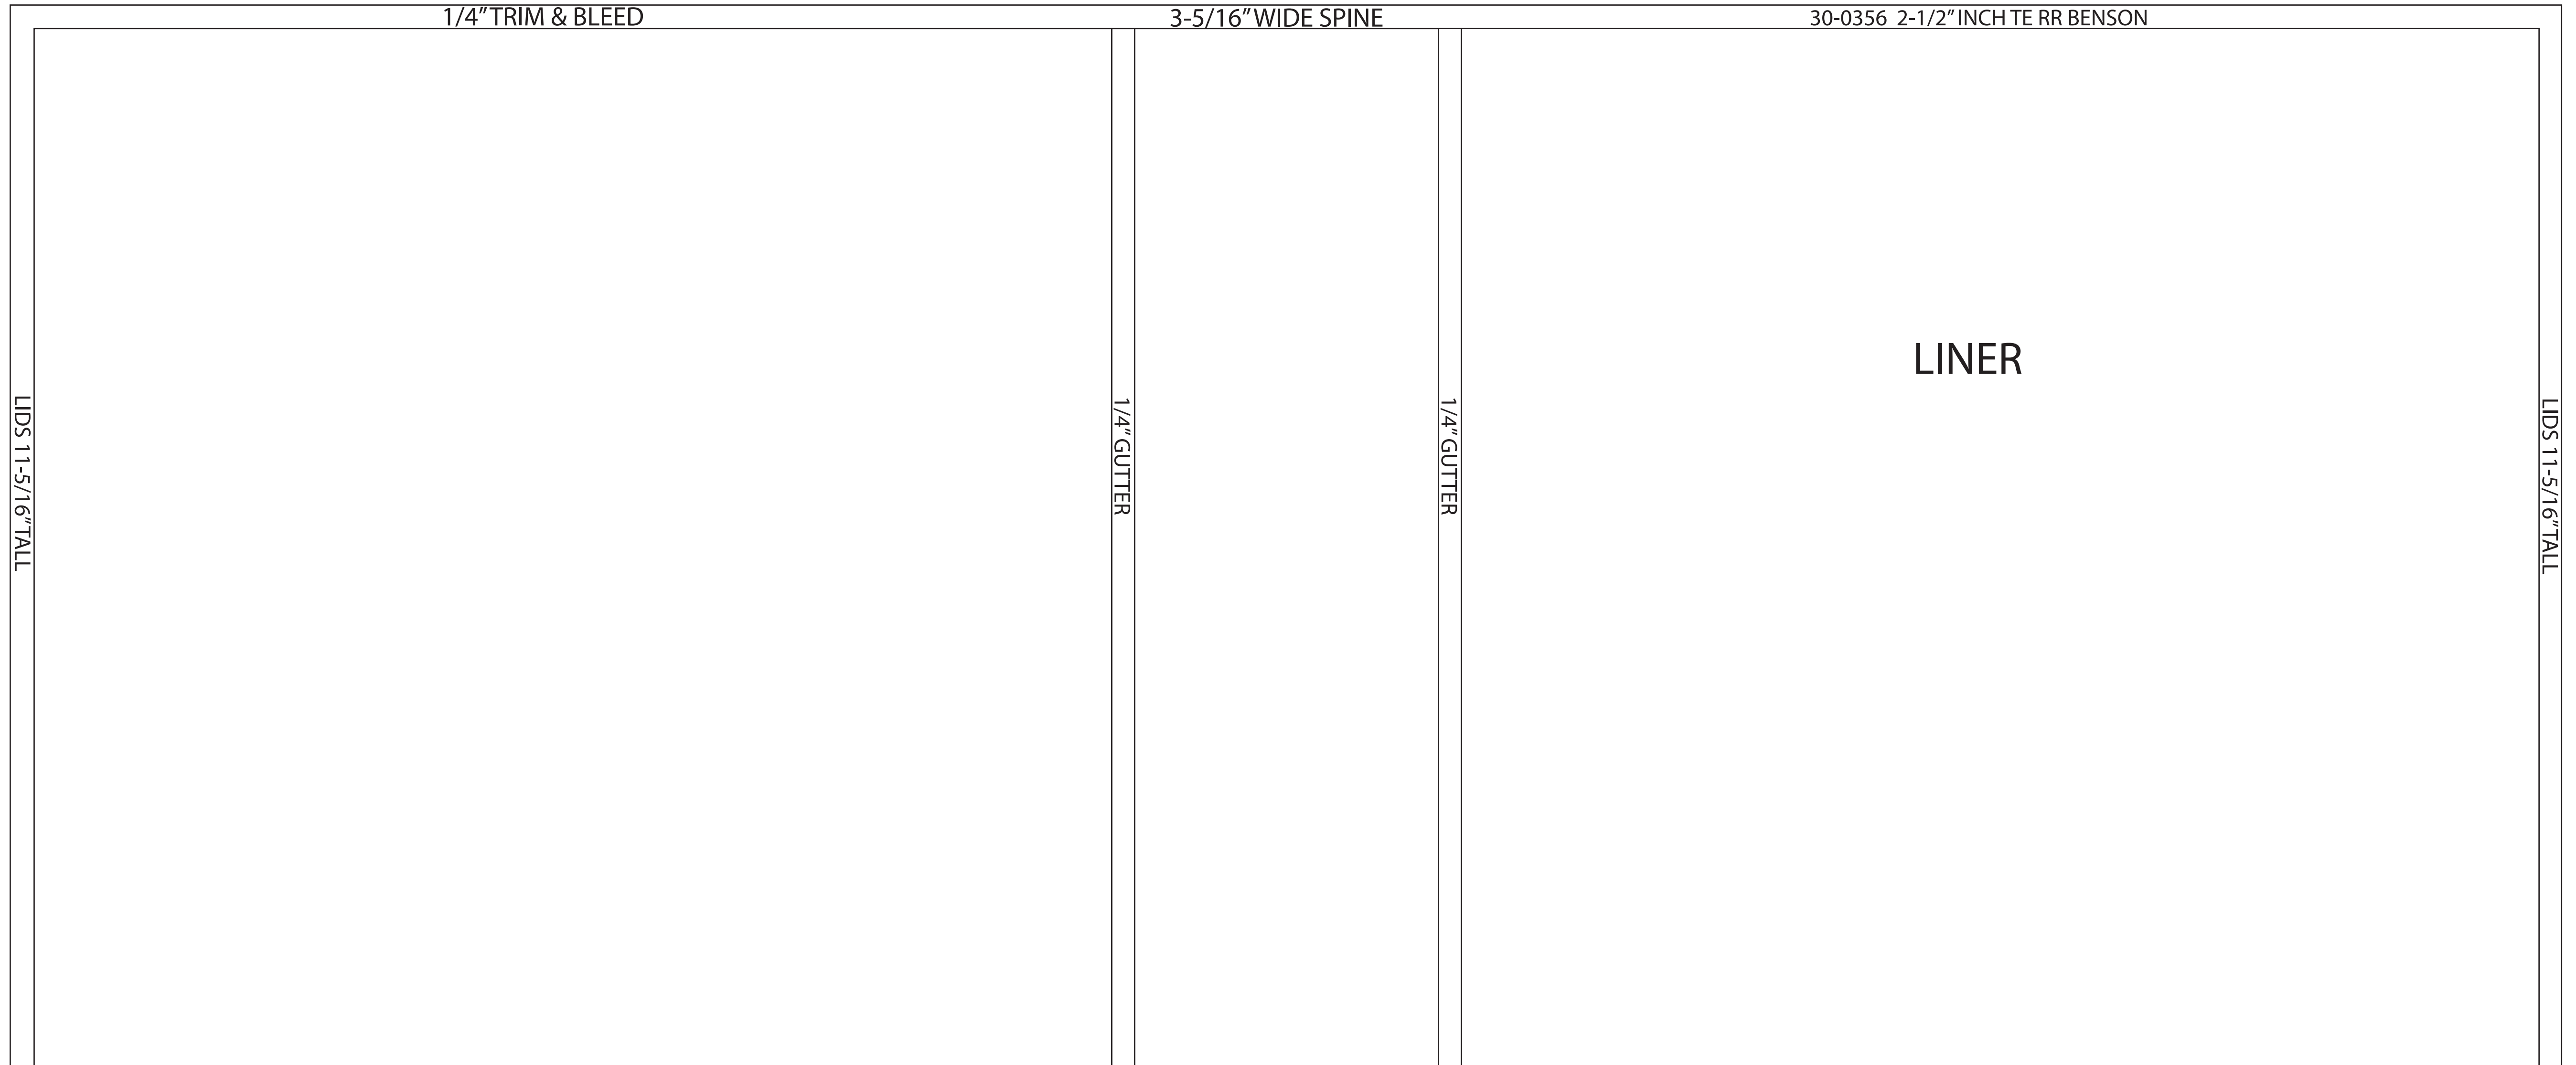 1/4” TRIM & BLEED
3-5/16” WIDE SPINE
30-0356 2-1/2” INCH TE RR BENSON
LINER
LIDS 11-5/16” TALL
1/4” GUTTER
1/4” GUTTER
LIDS 11-5/16” TALL